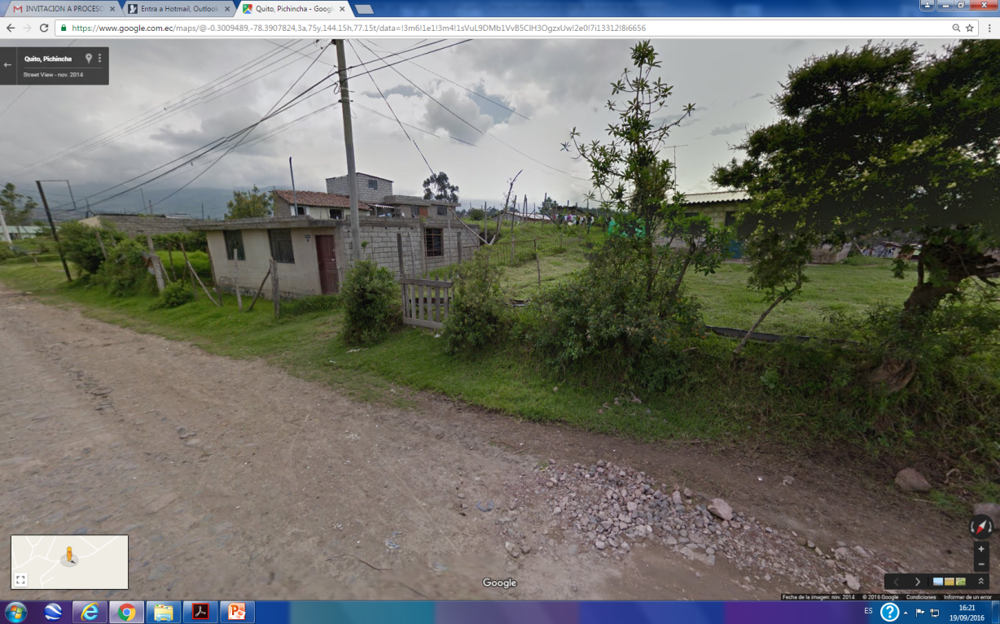 INVITACION A PROCESO
Entra a Hotmail, Outlook
Quito, Pichincha - Google
https://www.google.com.ec/maps/@-0.3009489,-78.3907824,3a,75y,144.15h,77.15t/data=!3m6!1e1!3m4!1sVuL9DMb1VvB5CIH3OgzxUw!2e0!7i13312!8i6656
Quito, Pichincha
Street View - nov. 2014
Google
Fecha de la imagen: nov. 2014 © 2016 Google Condiciones Informar de un error
ES
16:21
19/09/2016